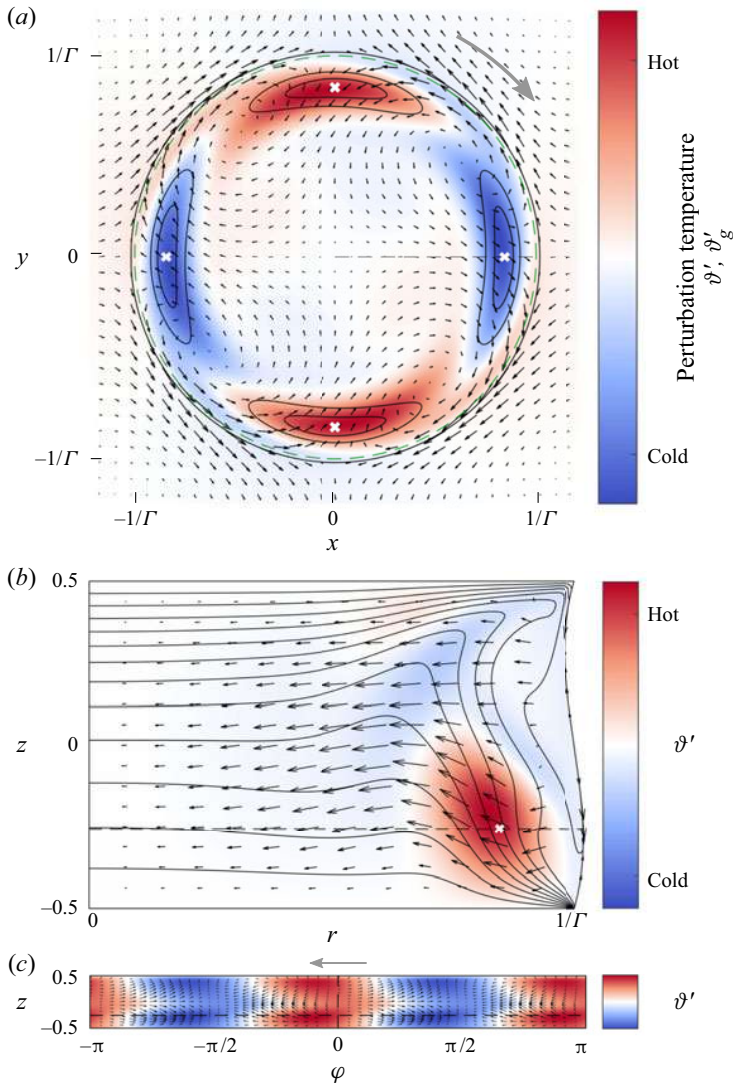 (a)
1/Γ
0
y
–1/Γ
–1/Γ
0
1/Γ
x
Hot
Cold
Perturbation temperature
ϑ′, ϑ′g
(b)
0.5
z
0
–0.5
0
r
1/Γ
Hot
ϑ′
Cold
(c)
z
0.5
–0.5
–π
–π/2
0
π/2
π
φ
ϑ′